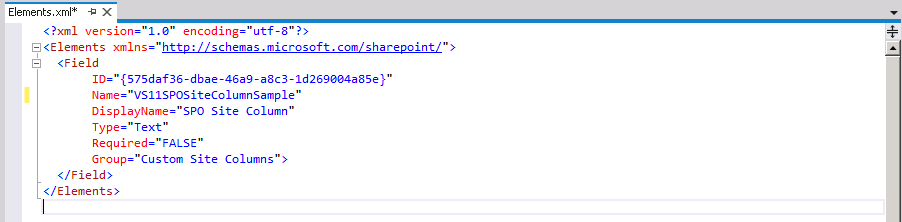 Elements.xml*
<?xml version="1.0" encoding="utf-8"?>
<Elements xmlns="http://schemas.microsoft.com/sharepoint/">
<Field
ID="{575daf36-dbae-46a9-a8c3-1d269004a85e}"
Name="VS11SPOSiteColumnSample"
DisplayName="SPO Site Column"
Type="Text"
Required="FALSE"
Group="Custom Site Columns">
</Field>
</Elements>